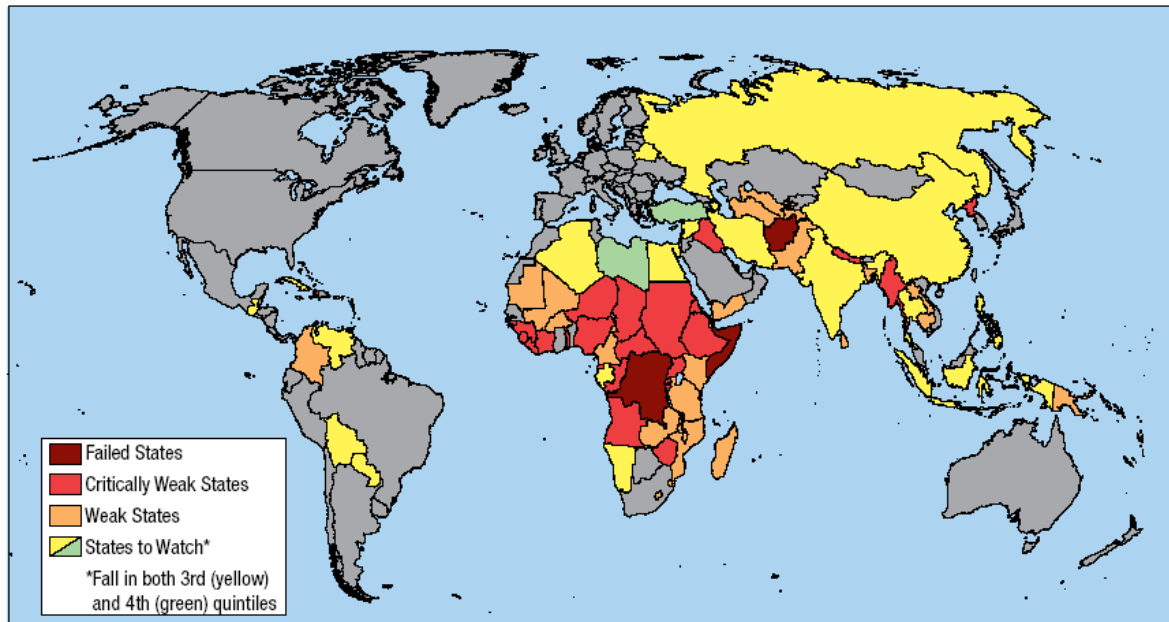 Failed States
Critically Weak States
Weak States
States to Watch*
*Fall in both 3rd (yellow)
and 4th (green) quintiles